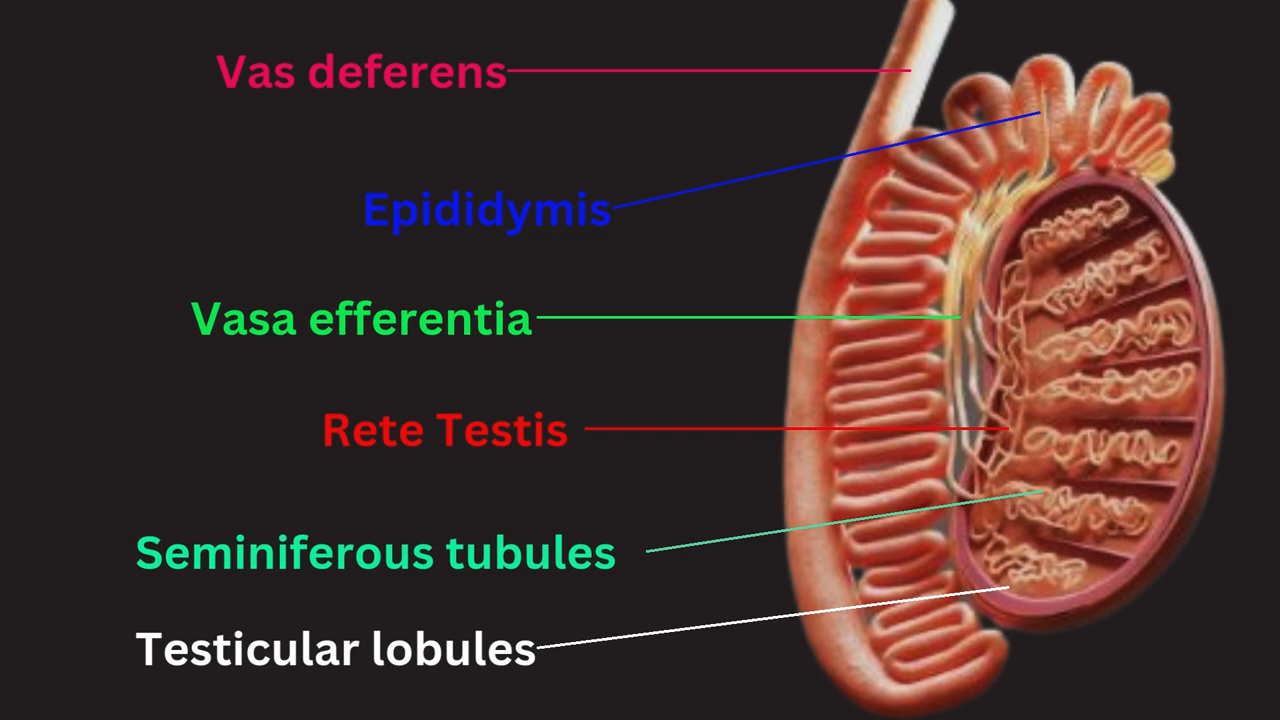 Vas deferens
Epididymis
Vasa efferentia
Rete Testis
Seminiferous tubules
Testicular lobules